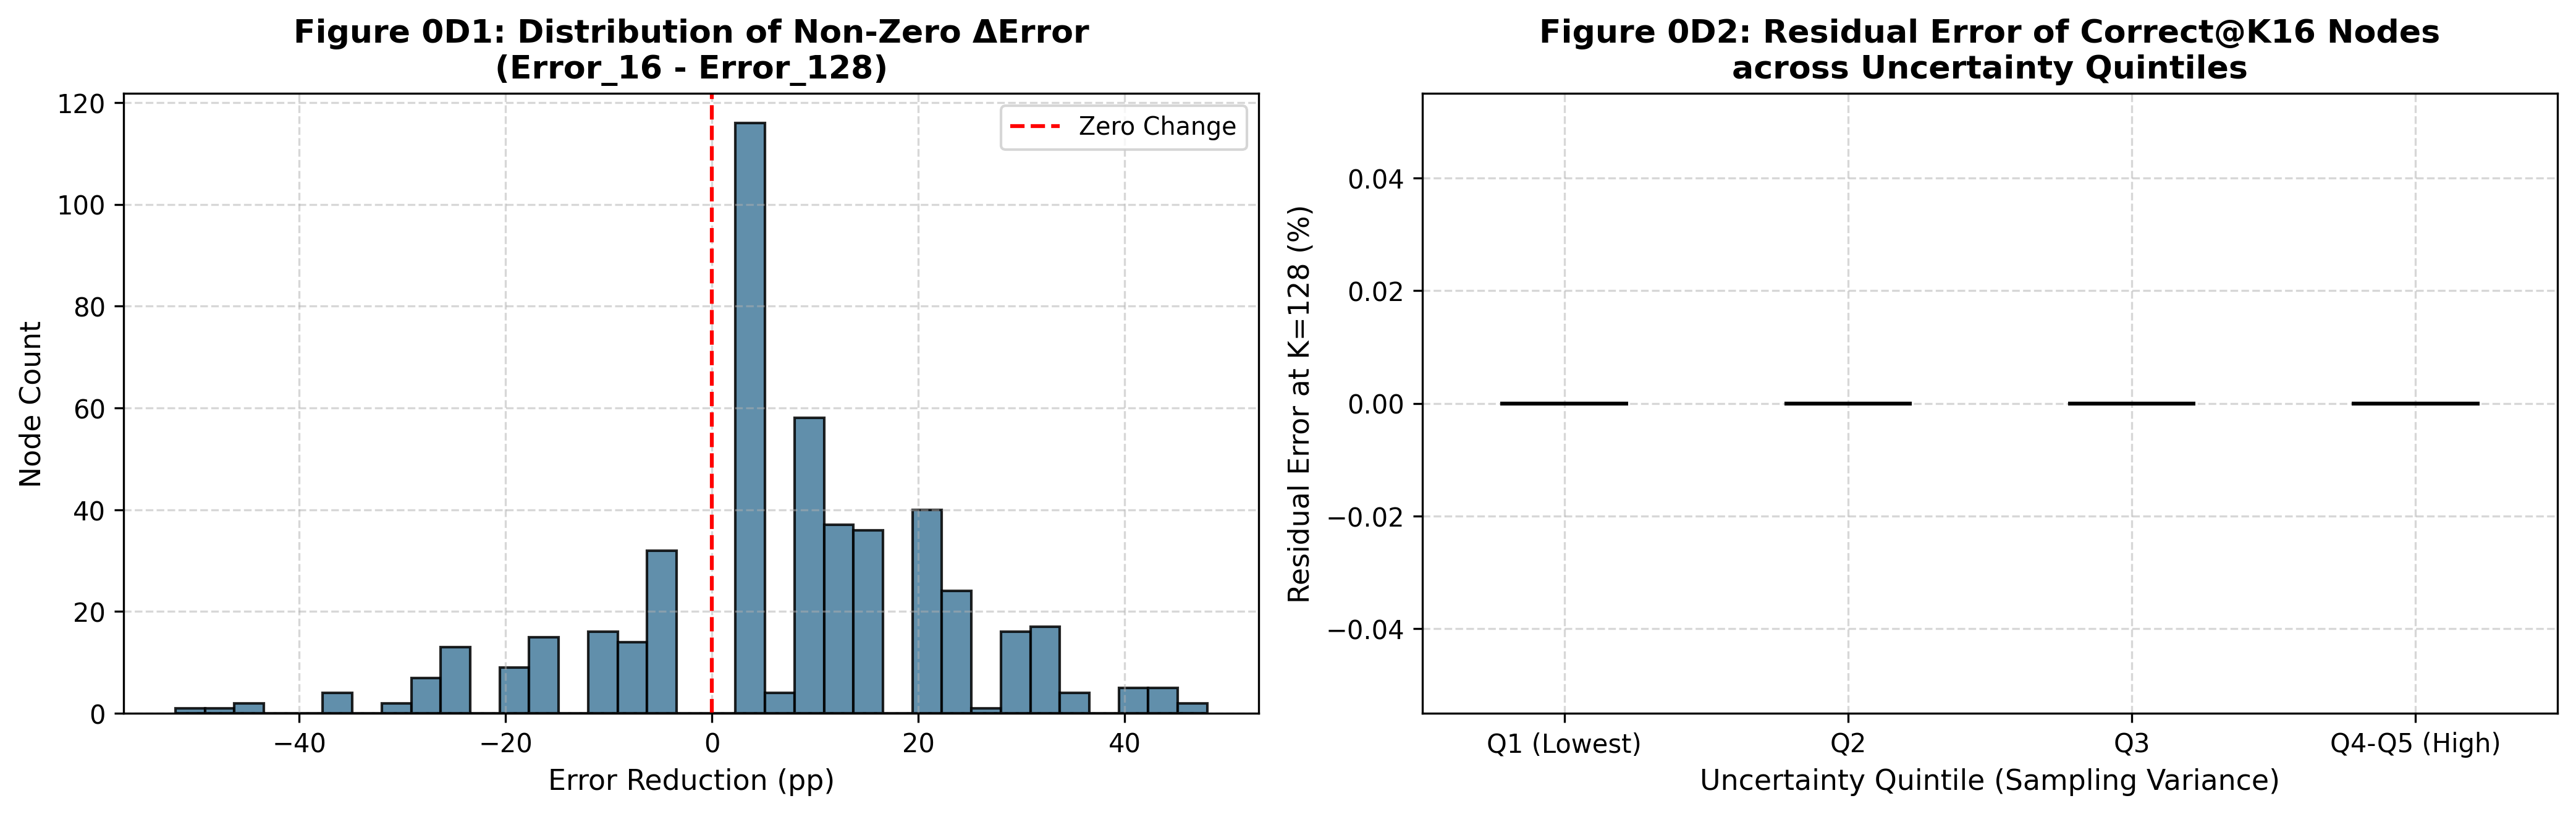 Figure 0D1: Distribution of Non-Zero ΔError
(Error_16 - Error_128)
120
100
80
60
40
20
0
Node Count
Zero Change
−40
−20
0
20
40
Error Reduction (pp)
Figure 0D2: Residual Error of Correct@K16 Nodes
across Uncertainty Quintiles
0.04
0.02
0.00
−0.02
−0.04
Residual Error at K=128 (%)
Q1 (Lowest)
Q2
Q3
Q4-Q5 (High)
Uncertainty Quintile (Sampling Variance)